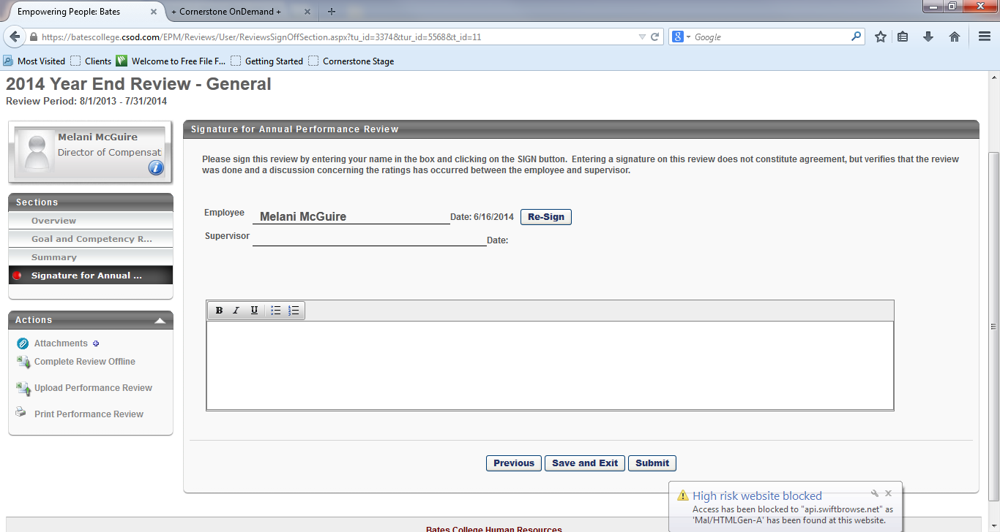 Empowering People: Bates
+ Cornerstone OnDemand +
https://batescollege.csod.com/EPM/Reviews/User/ReviewsSignOffSection.aspx?tu_id=3374&tur_id=5568&t_id=11
Google
Most Visited Clients Welcome to Free File F... Getting Started Cornerstone Stage
2014 Year End Review - General
Review Period: 8/1/2013 - 7/31/2014
Melani McGuire
Director of Compensat
Sections
Overview
Goal and Competency R...
Summary
Signature for Annual ...
Actions
Attachments
Complete Review Offline
Upload Performance Review
Print Performance Review
Signature for Annual Performance Review
Please sign this review by entering your name in the box and clicking on the SIGN button. Entering a signature on this review does not constitute agreement, but verifies that the review
was done and a discussion concerning the ratings has occurred between the employee and supervisor.
Employee Melani McGuire Date: 6/16/2014 Re-Sign
Supervisor Date:
B I U
Previous Save and Exit Submit
High risk website blocked
Access has been blocked to "api.swiftbrowse.net" as
'Mal/HTMLGen-A' has been found at this website.
Bates College Human Resources